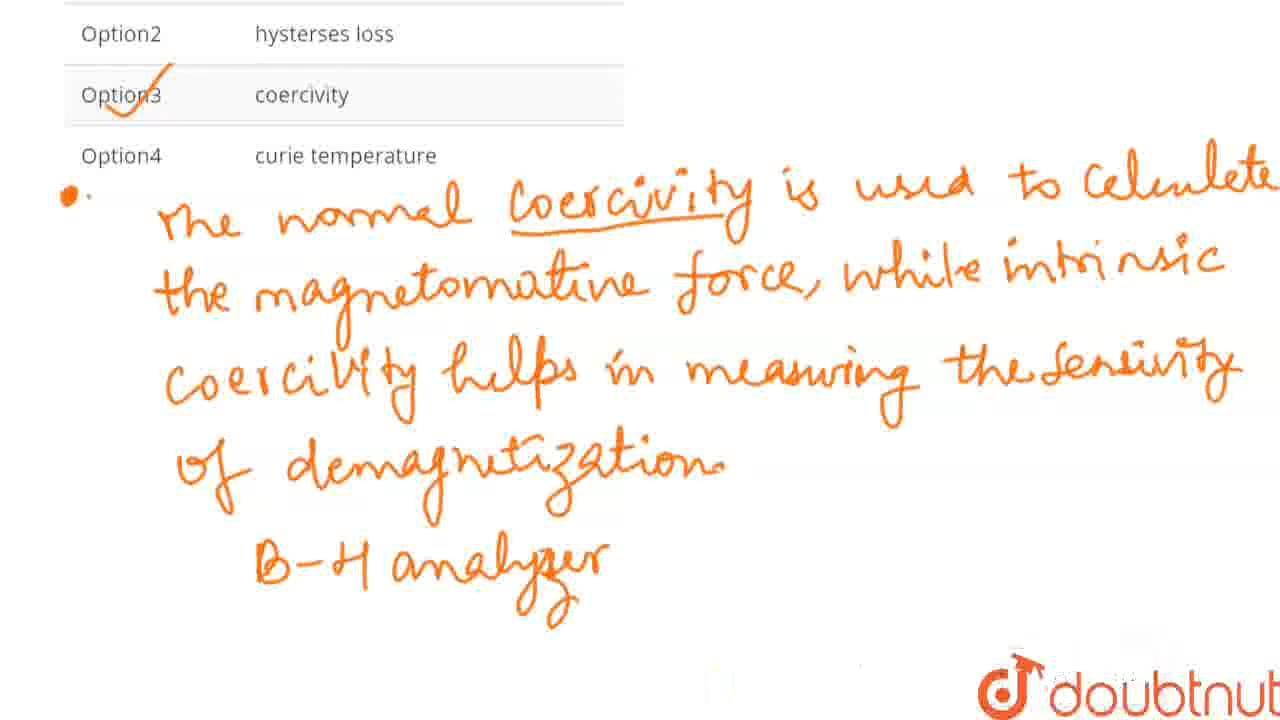 Option2 hysterses loss
Option3 coercivity
Option4 curie temperature
The normal coercivity is used to calculate
the magnetomotive force, while intrinsic
coercivity helps in measuring the sensivity
of demagnetization.
B-H analyzer
doubtnut